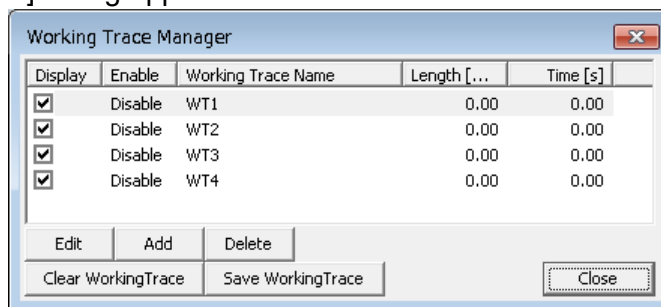 Working Trace Manager
Display Enable Working Trace Name Length [... Time [s]
Disable WT1 0.00 0.00
Disable WT2 0.00 0.00
Disable WT3 0.00 0.00
Disable WT4 0.00 0.00
Edit Add Delete
Clear WorkingTrace Save WorkingTrace Close